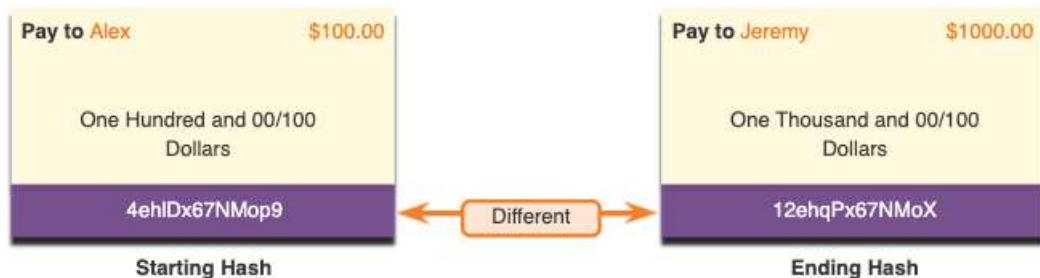 Pay to Alex $100.00
One Hundred and 00/100
Dollars
4ehIDx67NMop9
Starting Hash
Different
Pay to Jeremy $1000.00
One Thousand and 00/100
Dollars
12ehqPx67NMoX
Ending Hash